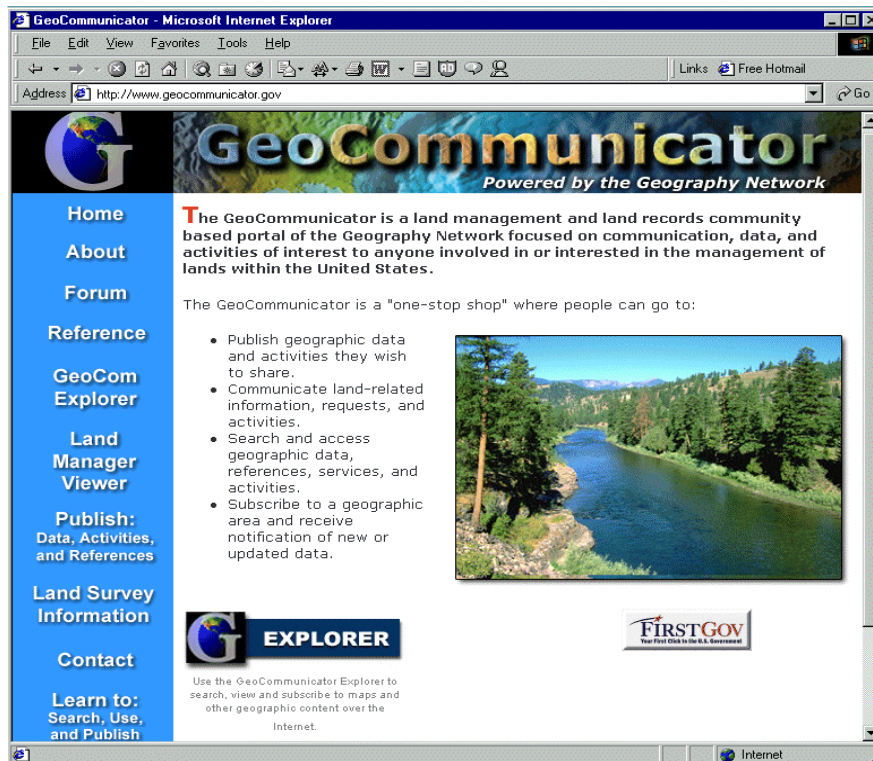 GeoCommunicator - Microsoft Internet Explorer
File Edit View Favorites Tools Help
Links Free Hotmail
Address http://www.geocommunicator.gov Go
G
GeoCommunicator
Powered by the Geography Network
Home
About
Forum
Reference
GeoCom
Explorer
Land
Manager
Viewer
Publish:
Data, Activities,
and References
Land Survey
Information
Contact
Learn to:
Search, Use,
and Publish
The GeoCommunicator is a land management and land records community
based portal of the Geography Network focused on communication, data, and
activities of interest to anyone involved in or interested in the management of
lands within the United States.
The GeoCommunicator is a "one-stop shop" where people can go to:
• Publish geographic data
and activities they wish
to share.
• Communicate land-related
information, requests, and
activities.
• Search and access
geographic data,
references, services, and
activities.
• Subscribe to a geographic
area and receive
notification of new or
updated data.
G EXPLORER
Use the GeoCommunicator Explorer to
search, view and subscribe to maps and
other geographic content over the
Internet.
FIRSTGOV
Your First Click to the U.S. Government
Internet